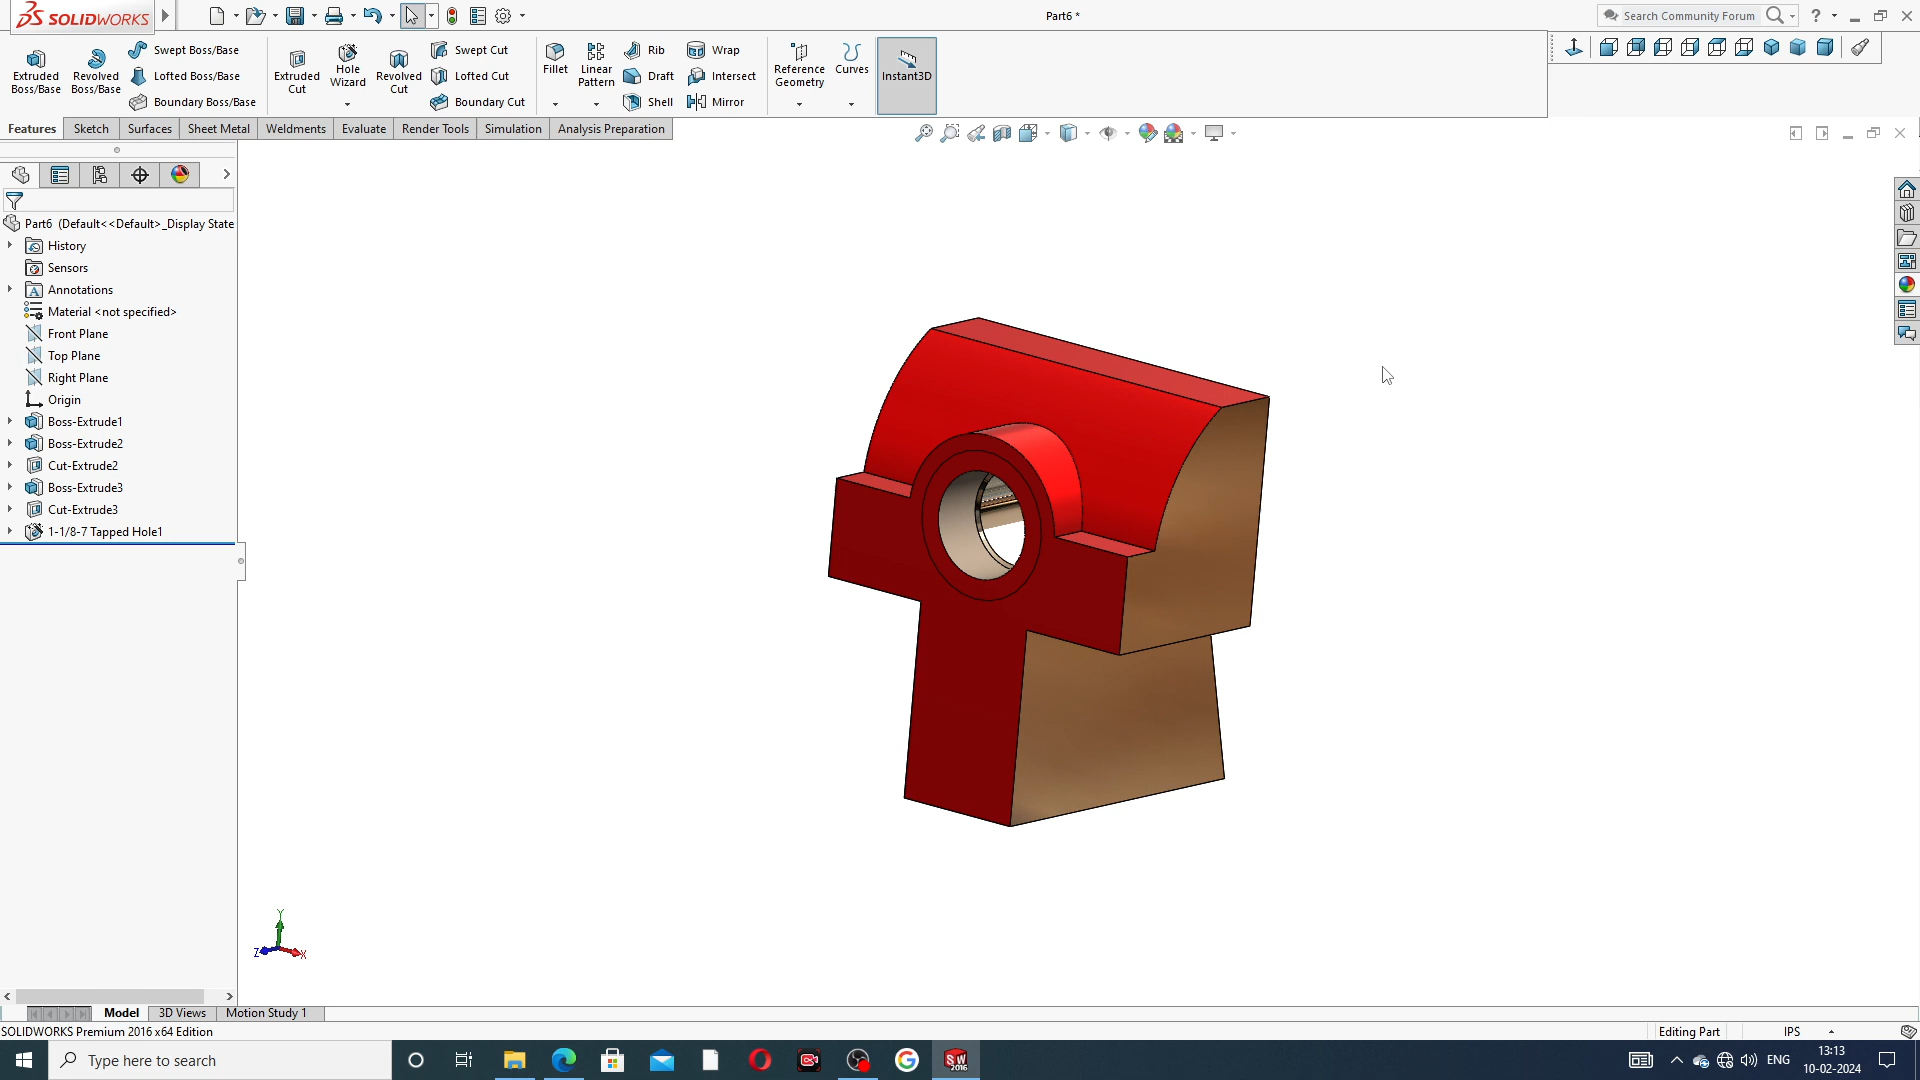 SOLIDWORKS
Part6 *
Search Community Forum
?
Extruded Boss/Base
Revolved Boss/Base
Swept Boss/Base
Lofted Boss/Base
Boundary Boss/Base
Extruded Cut
Hole Wizard
Revolved Cut
Swept Cut
Lofted Cut
Boundary Cut
Fillet
Linear Pattern
Rib
Draft
Shell
Wrap
Intersect
Mirror
Reference Geometry
Curves
Instant3D
Features
Sketch
Surfaces
Sheet Metal
Weldments
Evaluate
Render Tools
Simulation
Analysis Preparation
Part6 (Default<<Default>_Display State
History
Sensors
A Annotations
Material <not specified>
Front Plane
Top Plane
Right Plane
Origin
Boss-Extrude1
Boss-Extrude2
Cut-Extrude2
Boss-Extrude3
Cut-Extrude3
1-1/8-7 Tapped Hole1
Y
Z
X
Model
3D Views
Motion Study 1
SOLIDWORKS Premium 2016 x64 Edition
Editing Part
IPS
Type here to search
SW
2016
ENG
13:13
10-02-2024